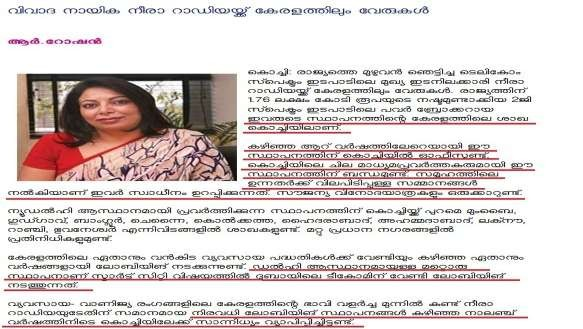 വിവാദ നായിക നീരാ റാഡിയയ്ക്ക് കേരളത്തിലും വേരുകള്‍
ആര്‍.റോഷന്‍
കൊച്ചി: രാജ്യത്തെ മുഴുവന്‍ ഞെട്ടിച്ച ടെലികോം
സ്‌പെക്ട്രം ഇടപാടിലെ മുഖ്യ ഇടനിലക്കാരി നീരാ
റാഡിയയ്ക്ക് കേരളത്തിലും വേരുകള്‍. രാജ്യത്തിന്
1.76 ലക്ഷം കോടി രൂപയുടെ നഷ്ടമുണ്ടാക്കിയ 2ജി
സ്‌പെക്ട്രം ഇടപാടിലെ പവര്‍ ബ്രോക്കറായ
ഇവരുടെ സ്ഥാപനത്തിന്റെ കേരളത്തിലെ ശാഖ
കൊച്ചിയിലാണ്.
കഴിഞ്ഞ ആറ് വര്‍ഷത്തിലേറെയായി ഈ
സ്ഥാപനത്തിന് കൊച്ചിയില്‍ ഓഫീസുണ്ട്.
കൊച്ചിയിലെ ചില മാധ്യമപ്രവര്‍ത്തകരുമായി ഈ
സ്ഥാപനത്തിന് ബന്ധമുണ്ട്. സമൂഹത്തിലെ
ഉന്നതര്‍ക്ക് വിലപിടിപ്പുള്ള സമ്മാനങ്ങള്‍
നല്‍കിയാണ് ഇവര്‍ സ്വാധീനം ഉറപ്പിക്കുന്നത്. സൗജന്യ വിനോദയാത്രകളും ഒരുക്കാറുണ്ട്.
ന്യൂഡല്‍ഹി ആസ്ഥാനമായി പ്രവര്‍ത്തിക്കുന്ന സ്ഥാപനത്തിന് കൊച്ചിയ്ക്ക് പുറമെ മുംബൈ,
ഗുഡ്ഗാവ്, ബാംഗ്ലൂര്‍, ചെന്നൈ, കൊല്‍ക്കത്ത, ഹൈദരാബാദ്, അഹമ്മദാബാദ്, ലക്‌നൗ,
റാഞ്ചി, ഭുവനേശ്വര്‍ എന്നിവിടങ്ങളില്‍ ശാഖകളുണ്ട്. മറ്റു പ്രധാന നഗരങ്ങളില്‍
പ്രതിനിധികളുമുണ്ട്.
കേരളത്തിലെ ഏതാനും വന്‍കിട വ്യവസായ പദ്ധതികള്‍ക്ക് വേണ്ടിയും കഴിഞ്ഞ ഏതാനും
വര്‍ഷങ്ങളായി ലോബിയിങ് നടക്കുന്നുണ്ട്. ഡല്‍ഹി ആസ്ഥാനമായുള്ള മറ്റൊരു
സ്ഥാപനമാണ് സ്മാര്‍ട്ട് സിറ്റി വിഷയത്തില്‍ ദുബായിലെ ടീകോമിന് വേണ്ടി ലോബിയിങ്
നടത്തുന്നത്.
വ്യവസായ- വാണിജ്യ രംഗങ്ങളിലെ കേരളത്തിന്റെ ഭാവി വളര്‍ച്ച മുന്നില്‍ കണ്ട് നീരാ
റാഡിയയുടേതിന് സമാനമായ നിരവധി ലോബിയിങ് സ്ഥാപനങ്ങള്‍ കഴിഞ്ഞ നാലഞ്ച്
വര്‍ഷത്തിനിടെ കൊച്ചിയിലേക്ക് സാന്നിധ്യം വ്യാപിപ്പിച്ചിട്ടുണ്ട്.